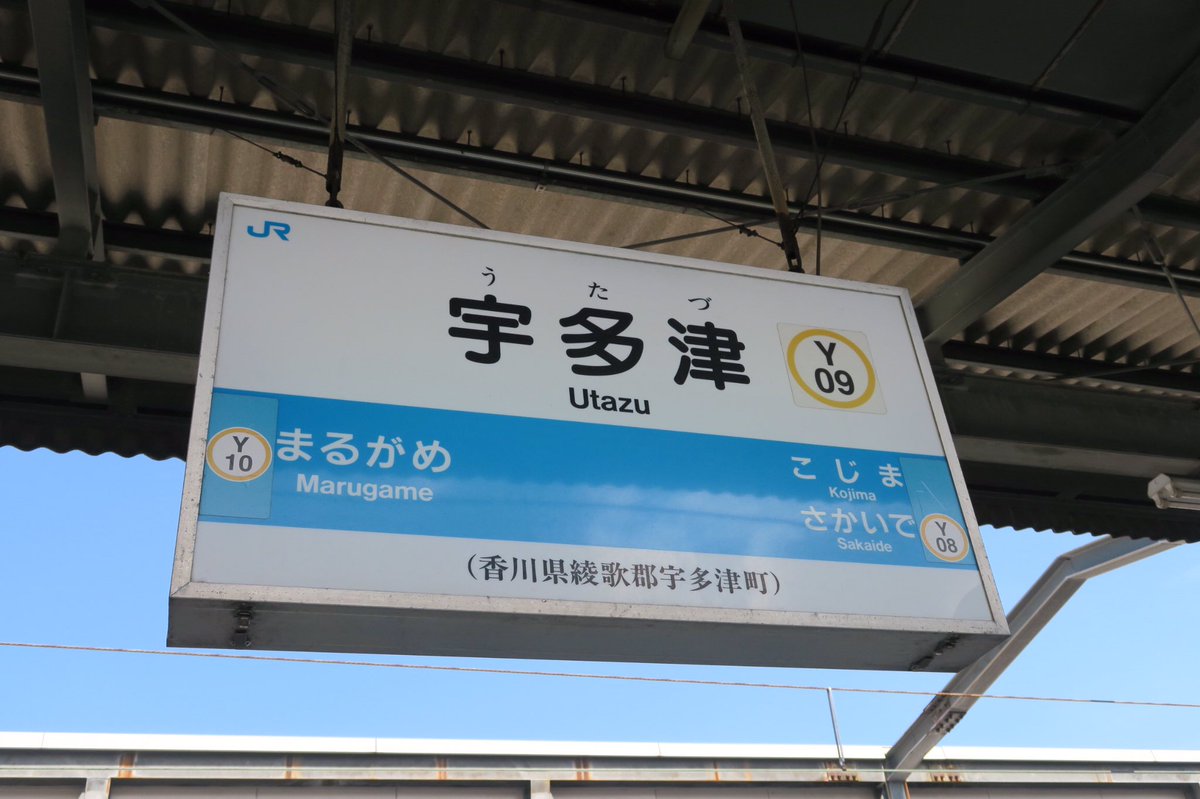 JR
うたづ
宇多津
Utazu
Y
09
Y
10
まるがめ
Marugame
こじま
Kojima
さかいで
Sakaide
Y
08
(香川県綾歌郡宇多津町)